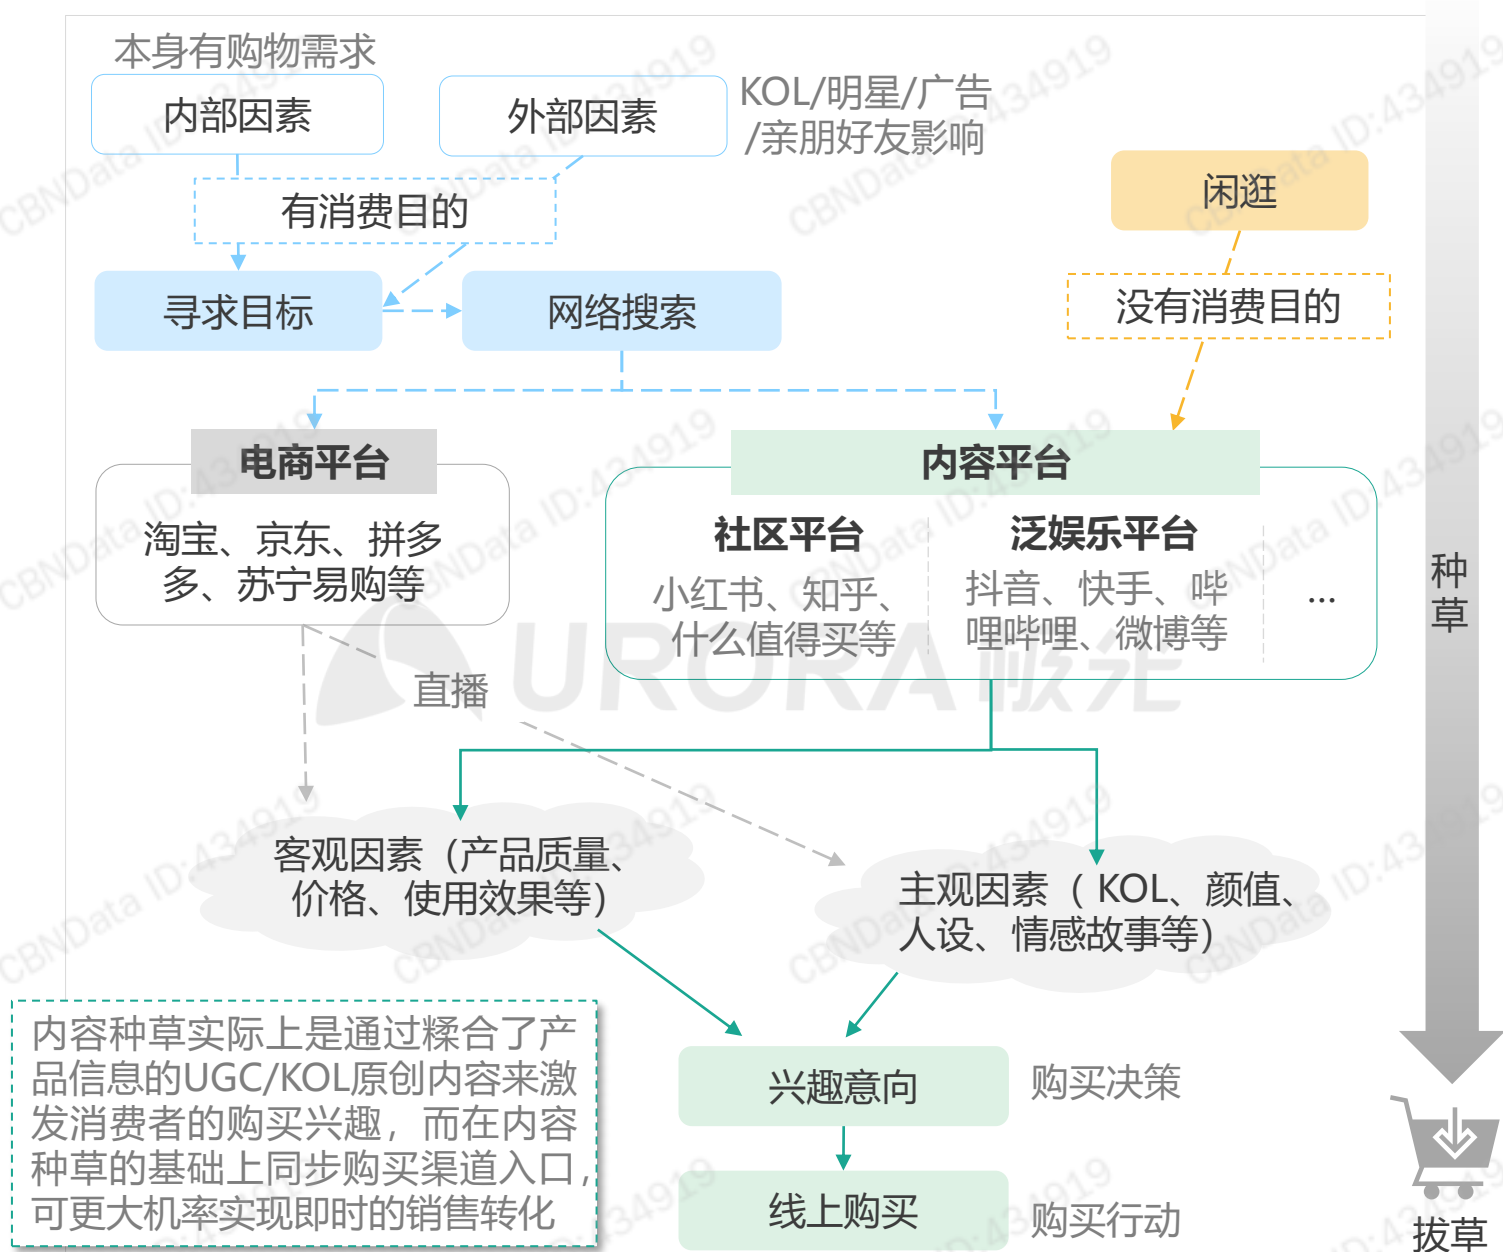 本身有购物需求
内部因素
外部因素
KOL/明星/广告
/亲朋好友影响
闲逛
有消费目的
没有消费目的
寻求目标
网络搜索
电商平台
淘宝、京东、拼多
多、苏宁易购等
内容平台
社区平台
小红书、知乎、
什么值得买等
泛娱乐平台
抖音、快手、哔
哩哔哩、微博等
...
种
草
直播
URORA 极光
客观因素（产品质量、
价格、使用效果等）
主观因素（ KOL、颜值、
人设、情感故事等）
内容种草实际上是通过糅合了产
品信息的UGC/KOL原创内容来激
发消费者的购买兴趣，而在内容
种草的基础上同步购买渠道入口，
可更大机率实现即时的销售转化
兴趣意向
购买决策
线上购买
购买行动
拔草
CBNData ID:434919